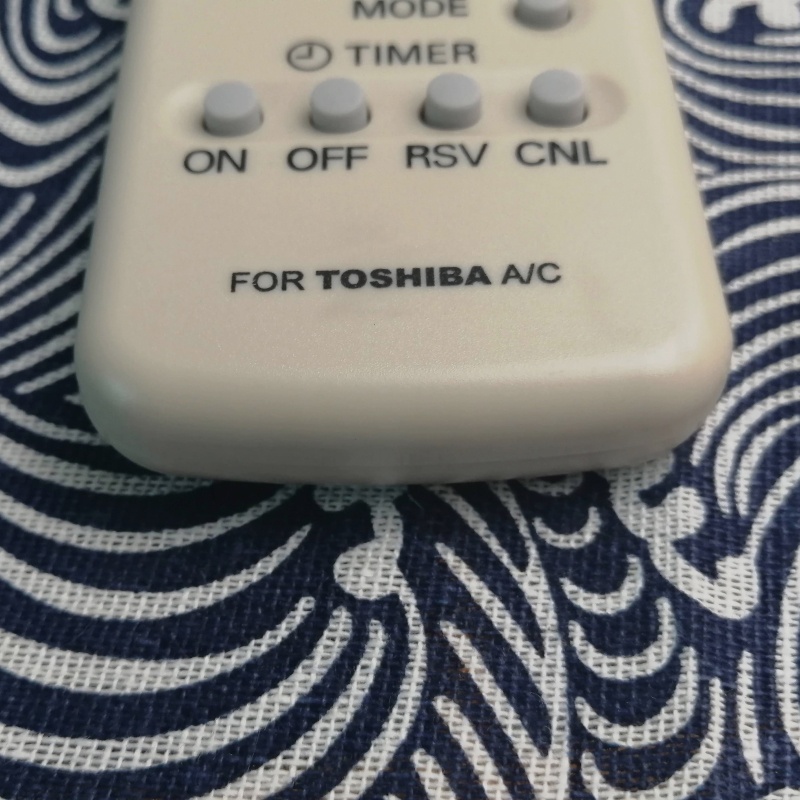 MODE
TIMER
ON OFF RSV CNL
FOR TOSHIBA A/C